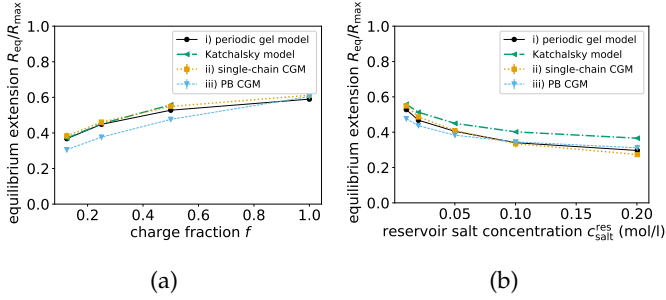 equilibrium extension R_eq/R_max
1.0
0.8
0.6
0.4
0.2
0.0
i) periodic gel model
Katchalsky model
ii) single-chain CGM
iii) PB CGM
0.2 0.4 0.6 0.8 1.0
charge fraction f
(a)
equilibrium extension R_eq/R_max
1.0
0.8
0.6
0.4
0.2
0.0
i) periodic gel model
Katchalsky model
ii) single-chain CGM
iii) PB CGM
0.05 0.10 0.15 0.20
reservoir salt concentration c_salt^res (mol/l)
(b)